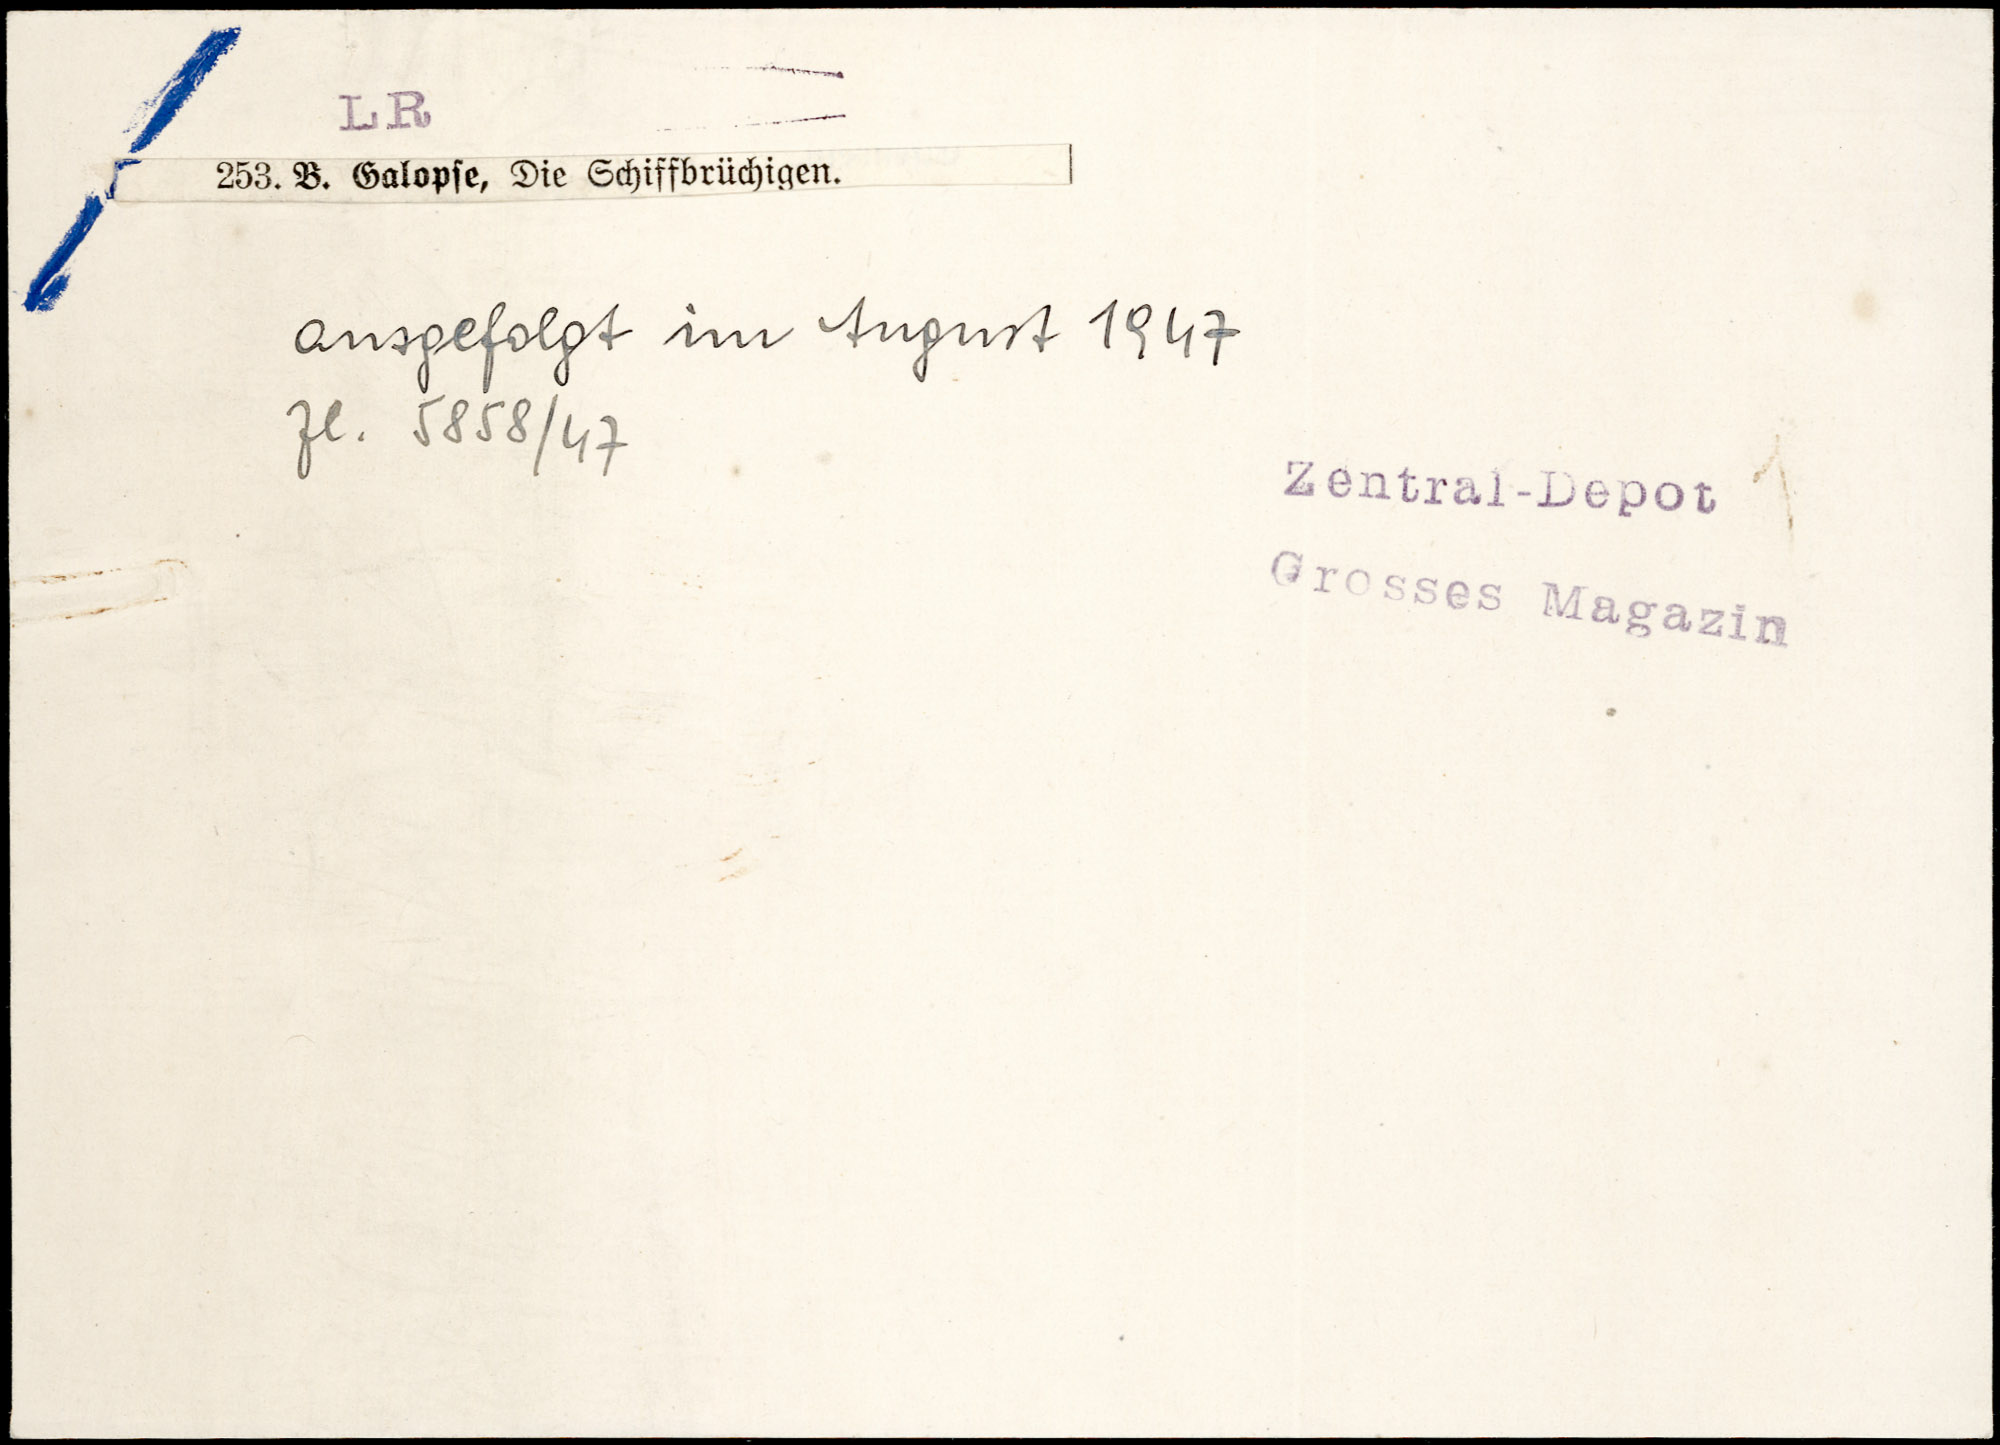 LR
253. B. Galopse, Die Schiffbrüchigen.
ausgefolgt im August 1947
Zl. 5858/47
Zentral-Depot
Grosses Magazin